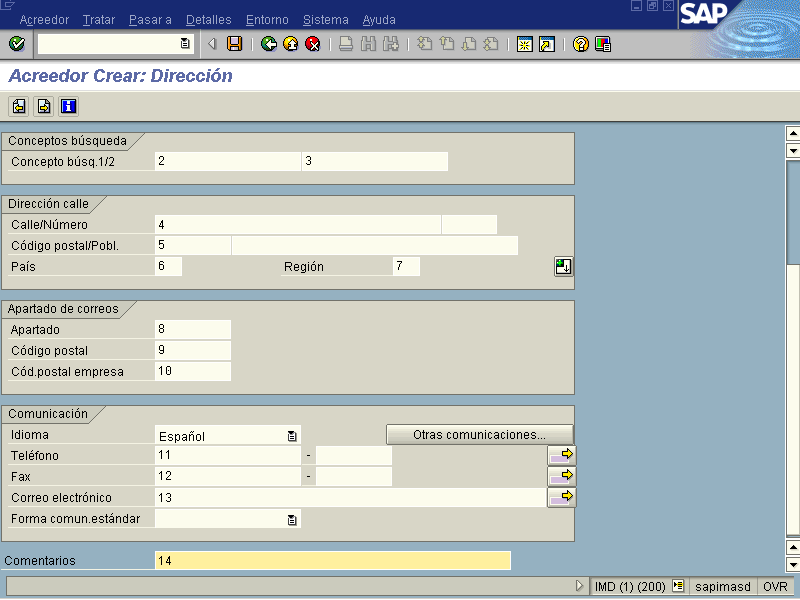 Acreedor Tratar Pasar a Detalles Entorno Sistema Ayuda
SAP
Acreedor Crear: Dirección
Conceptos búsqueda
Concepto búsq.1/2 2 3
Dirección calle
Calle/Número 4
Código postal/Pobl. 5
País 6 Región 7
Apartado de correos
Apartado 8
Código postal 9
Cód.postal empresa 10
Comunicación
Idioma Español Otras comunicaciones...
Teléfono 11 -
Fax 12 -
Correo electrónico 13
Forma comun.estándar
Comentarios 14
IMD (1) (200) sapimasd OVR